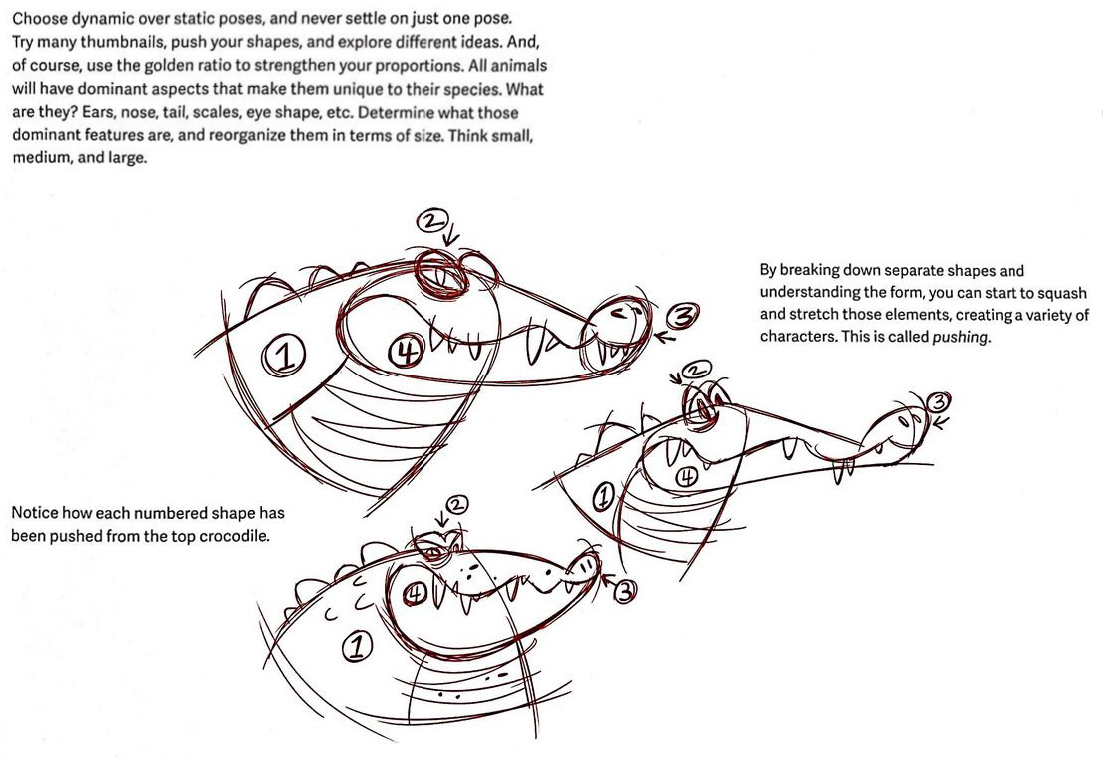 Choose dynamic over static poses, and never settle on just one pose.
Try many thumbnails, push your shapes, and explore different ideas. And,
of course, use the golden ratio to strengthen your proportions. All animals
will have dominant aspects that make them unique to their species. What
are they? Ears, nose, tail, scales, eye shape, etc. Determine what those
dominant features are, and reorganize them in terms of size. Think small,
medium, and large.
2
By breaking down separate shapes and
understanding the form, you can start to squash
and stretch those elements, creating a variety of
characters. This is called pushing.
3
1
4
2
3
4
1
Notice how each numbered shape has
been pushed from the top crocodile.
2
4
3
1